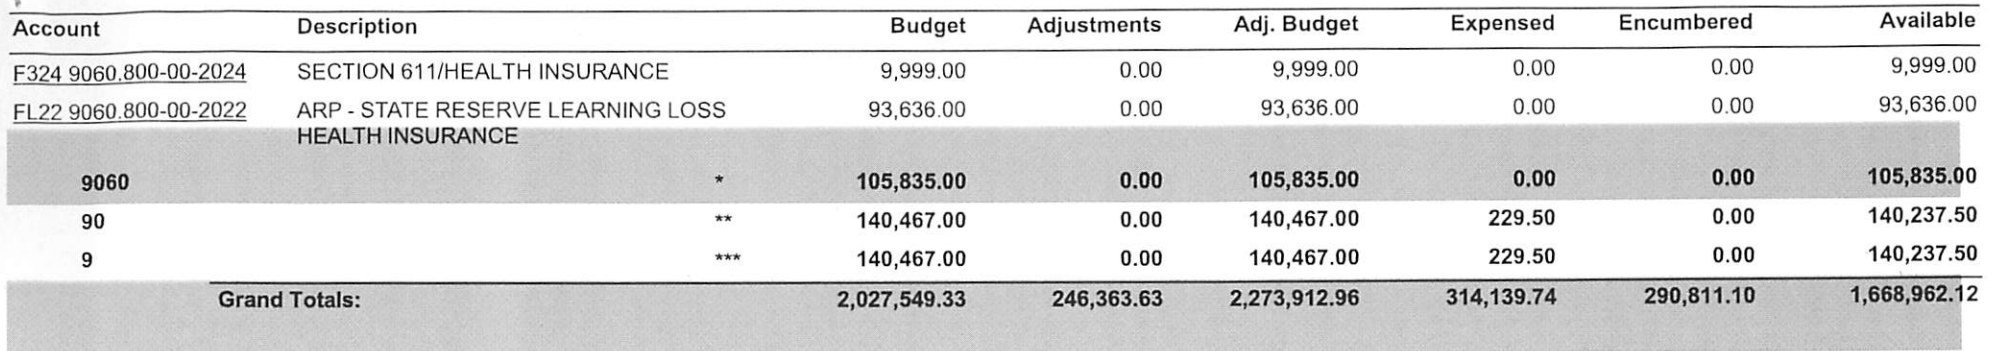 Account Description Budget Adjustments Adj. Budget Expensed Encumbered Available
F324 9060.800-00-2024 SECTION 611/HEALTH INSURANCE 9,999.00 0.00 9,999.00 0.00 0.00 9,999.00
FL22 9060.800-00-2022 ARP - STATE RESERVE LEARNING LOSS 93,636.00 0.00 93,636.00 0.00 0.00 93,636.00
HEALTH INSURANCE
9060 * 105,835.00 0.00 105,835.00 0.00 0.00 105,835.00
90 ** 140,467.00 0.00 140,467.00 229.50 0.00 140,237.50
9 *** 140,467.00 0.00 140,467.00 229.50 0.00 140,237.50
Grand Totals: 2,027,549.33 246,363.63 2,273,912.96 314,139.74 290,811.10 1,668,962.12